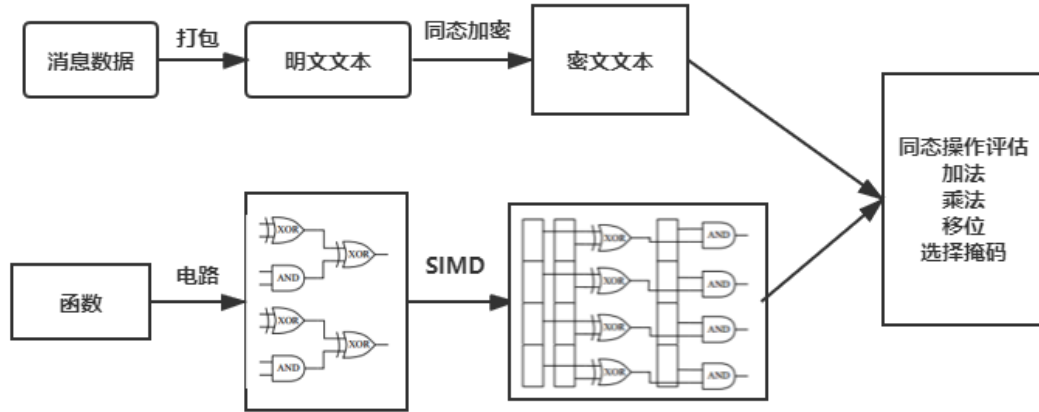 消息数据
打包
明文文本
同态加密
密文文本
同态操作评估
加法
乘法
移位
选择掩码
函数
电路
XOR
XOR
AND
XOR
XOR
AND
SIMD
XOR
AND
XOR
AND
XOR
AND
XOR
AND